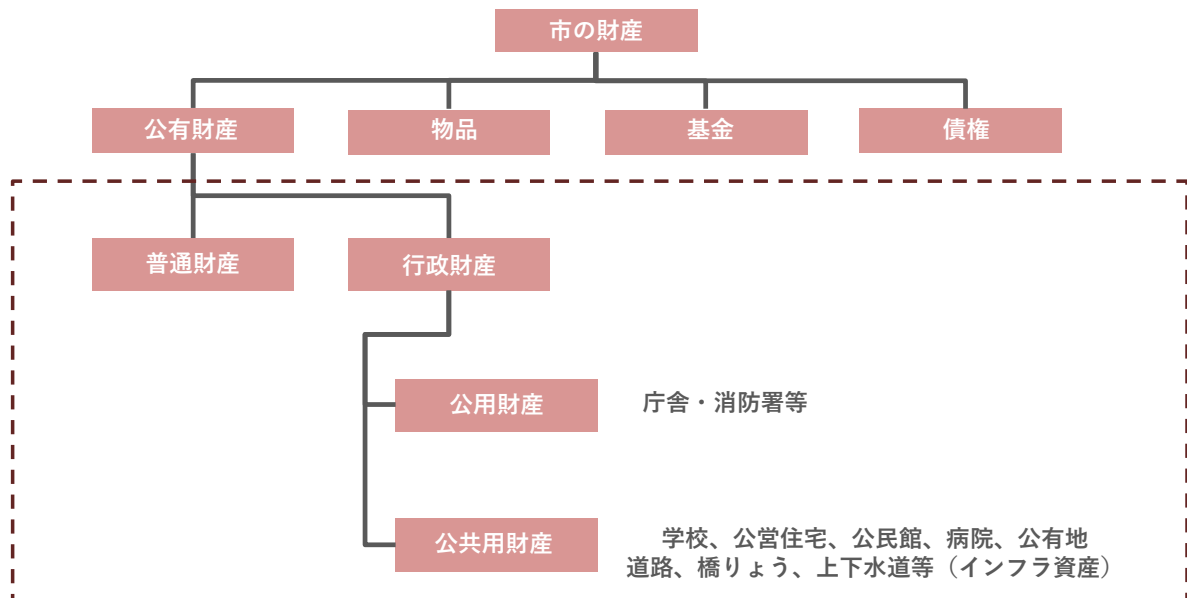 市の財産
公有財産
物品
基金
債権
普通財産
行政財産
公用財産
庁舎・消防署等
公共用財産
学校、公営住宅、公民館、病院、公有地
道路、橋りょう、上下水道等（インフラ資産）